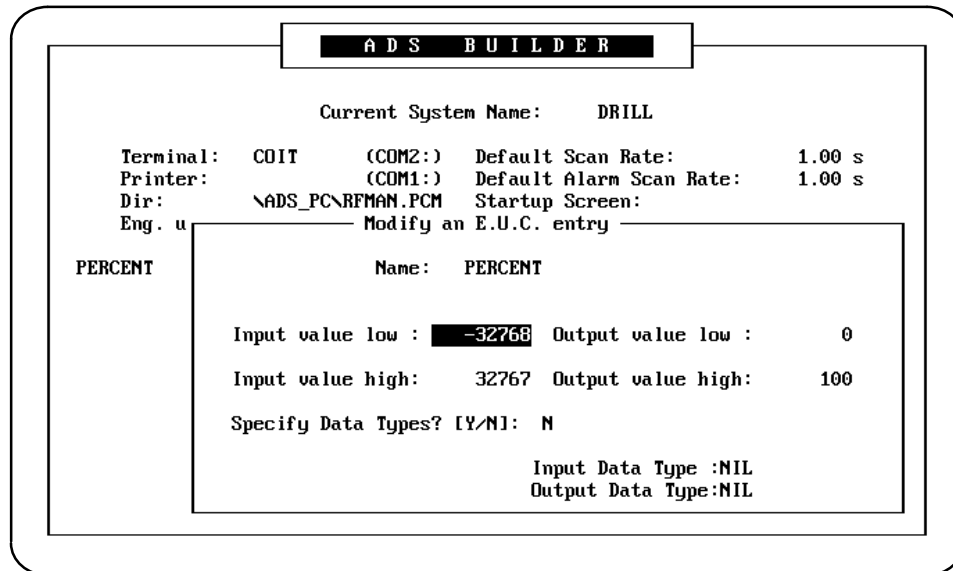 ADS BUILDER
Current System Name: DRILL
Terminal: COIT (COM2:) Default Scan Rate: 1.00 s
Printer: (COM1:) Default Alarm Scan Rate: 1.00 s
Dir: \ADS_PC\RFMAN.PCM Startup Screen:
Eng. u
Modify an E.U.C. entry
PERCENT Name: PERCENT
Input value low : -32768 Output value low : 0
Input value high: 32767 Output value high: 100
Specify Data Types? [Y/N]: N
Input Data Type :NIL
Output Data Type:NIL